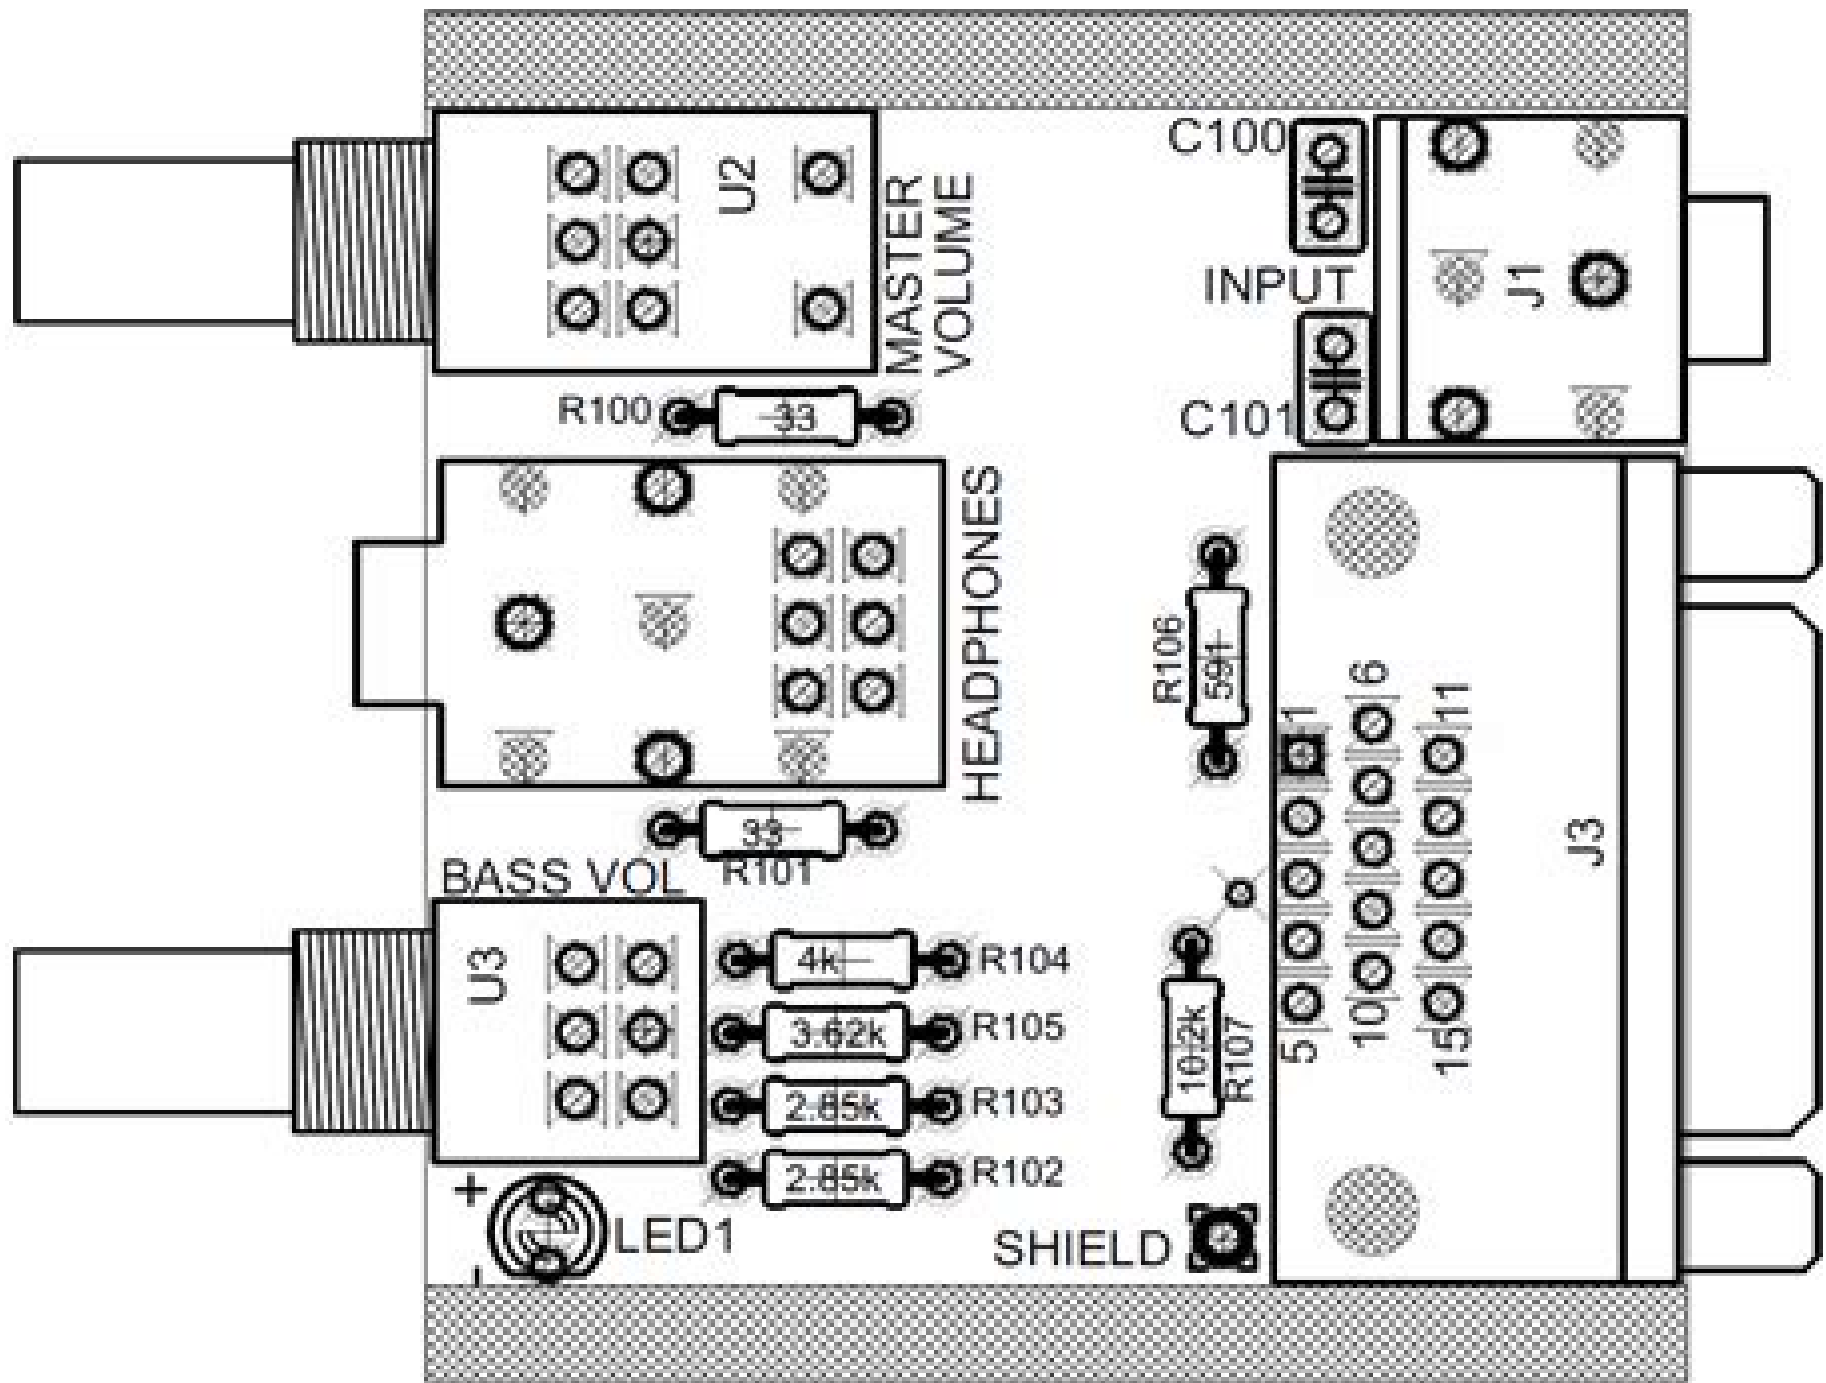 C100
U2
MASTER
VOLUME
INPUT
J1
R100
33
C101
HEADPHONES
R106
591
6
1
11
33
R101
J3
BASS VOL
U3
4k
R104
3.62k
R105
10.2k
R107
10
5
15
2.85k
R103
2.85k
R102
+
LED1
-
SHIELD